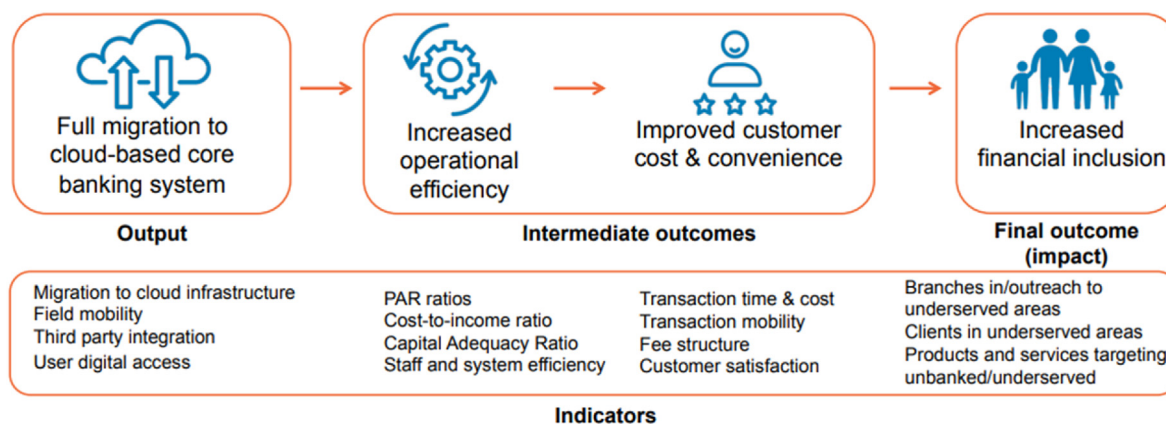 Full migration to
cloud-based core
banking system
Output
Increased
operational
efficiency
Improved customer
cost & convenience
Intermediate outcomes
Increased
financial inclusion
Final outcome
(impact)
Migration to cloud infrastructure
Field mobility
Third party integration
User digital access
PAR ratios
Cost-to-income ratio
Capital Adequacy Ratio
Staff and system efficiency
Transaction time & cost
Transaction mobility
Fee structure
Customer satisfaction
Branches in/outreach to
underserved areas
Clients in underserved areas
Products and services targeting
unbanked/underserved
Indicators